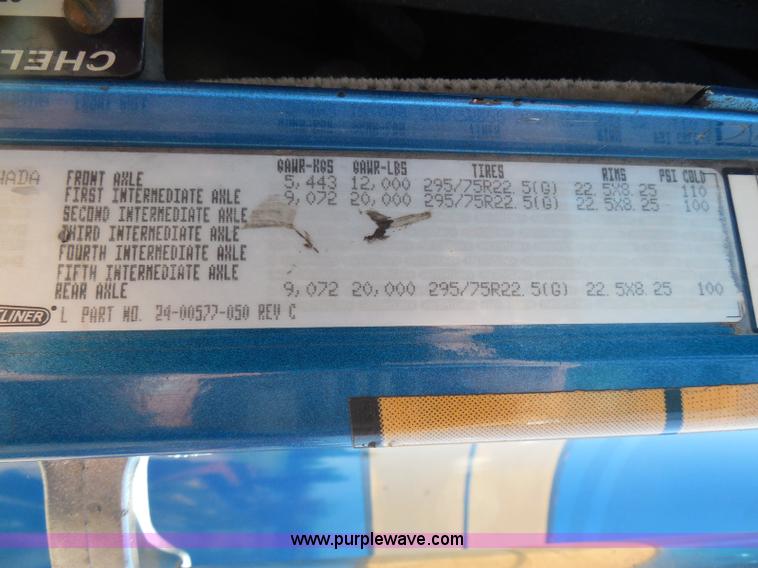 CHEL
GAWR-KGS GAWR-LBS TIRES RIMS PSI COLD
NADA FRONT AXLE 5,443 12,000 295/75R22.5(G) 22.5X8.25 110
FIRST INTERMEDIATE AXLE 9,072 20,000 295/75R22.5(G) 22.5X8.25 100
SECOND INTERMEDIATE AXLE
THIRD INTERMEDIATE AXLE
FOURTH INTERMEDIATE AXLE
FIFTH INTERMEDIATE AXLE
REAR AXLE 9,072 20,000 295/75R22.5(G) 22.5X8.25 100
LINER L PART NO. 24-00577-050 REV C
www.purplewave.com